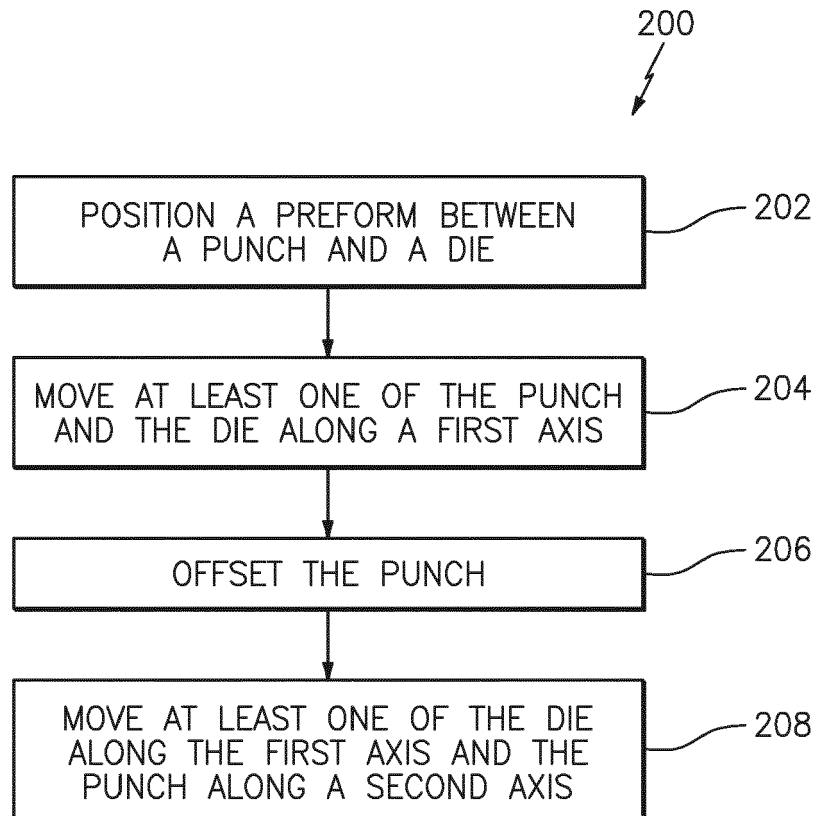 200
POSITION A PREFORM BETWEEN
A PUNCH AND A DIE
202
MOVE AT LEAST ONE OF THE PUNCH
AND THE DIE ALONG A FIRST AXIS
204
OFFSET THE PUNCH
206
MOVE AT LEAST ONE OF THE DIE
ALONG THE FIRST AXIS AND THE
PUNCH ALONG A SECOND AXIS
208